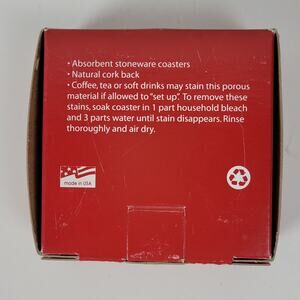 • Absorbent stoneware coasters
• Natural cork back
• Coffee, tea or soft drinks may stain this porous
material if allowed to "set up". To remove these
stains, soak coaster in 1 part household bleach
and 3 parts water until stain disappears. Rinse
thoroughly and air dry.
made in USA